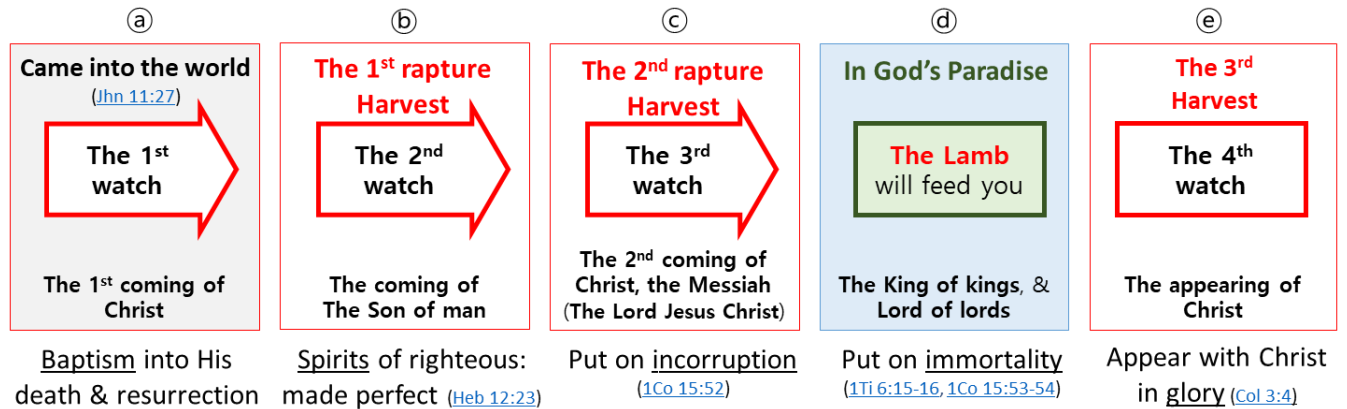 ⓐ
Came into the world
(Jhn 11:27)
The 1st
watch
The 1st coming of
Christ
Baptism into His
death & resurrection
ⓑ
The 1st rapture
Harvest
The 2nd
watch
The coming of
The Son of man
Spirits of righteous:
made perfect (Heb 12:23)
ⓒ
The 2nd rapture
Harvest
The 3rd
watch
The 2nd coming of
Christ, the Messiah
(The Lord Jesus Christ)
Put on incorruption
(1Co 15:52)
ⓓ
In God’s Paradise
The Lamb
will feed you
The King of kings, &
Lord of lords
Put on immortality
(1Ti 6:15-16, 1Co 15:53-54)
ⓔ
The 3rd
Harvest
The 4th
watch
The appearing of
Christ
Appear with Christ
in glory (Col 3:4)